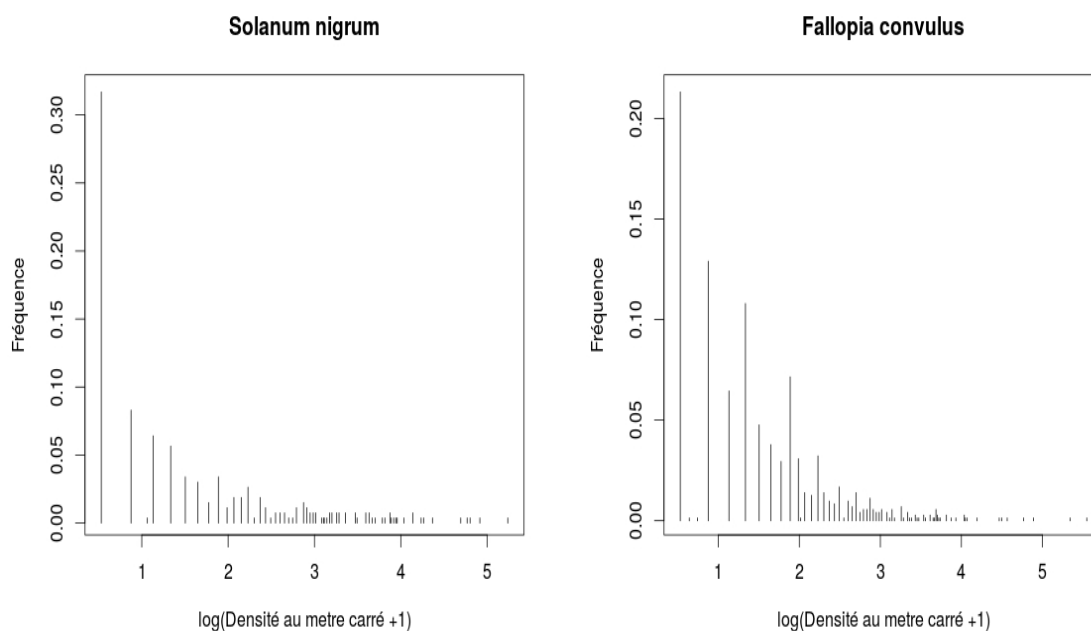 Solanum nigrum
Fréquence
0.00
0.05
0.10
0.15
0.20
0.25
0.30
1 2 3 4 5
log(Densité au metre carré +1)
Fallopia convulus
Fréquence
0.00
0.05
0.10
0.15
0.20
1 2 3 4 5
log(Densité au metre carré +1)